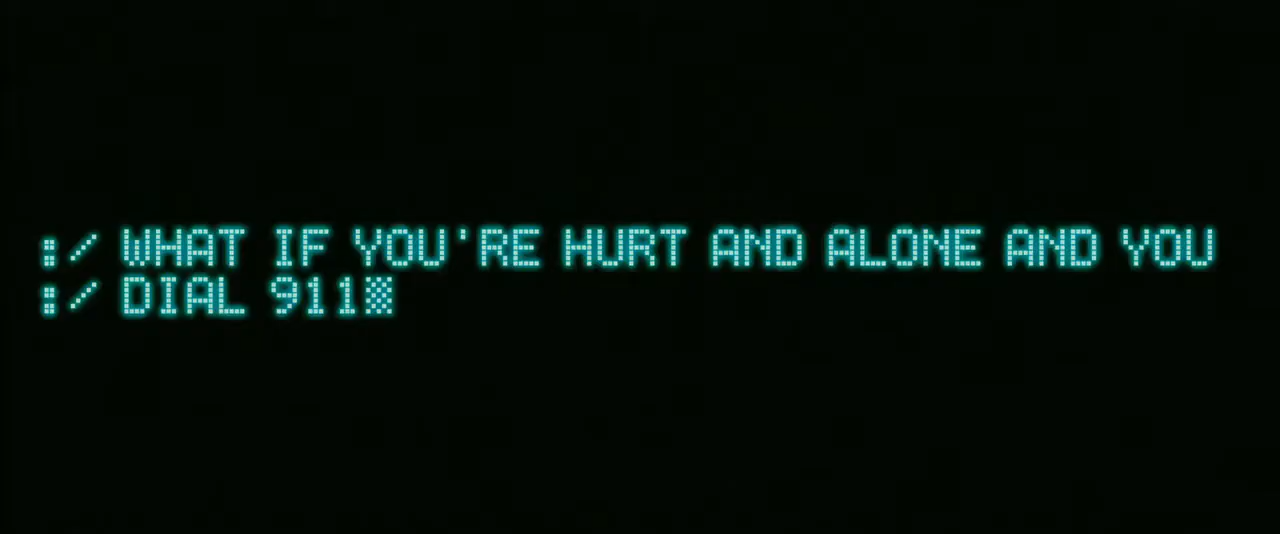 :/ WHAT IF YOU'RE HURT AND ALONE AND YOU
:/ DIAL 911▒